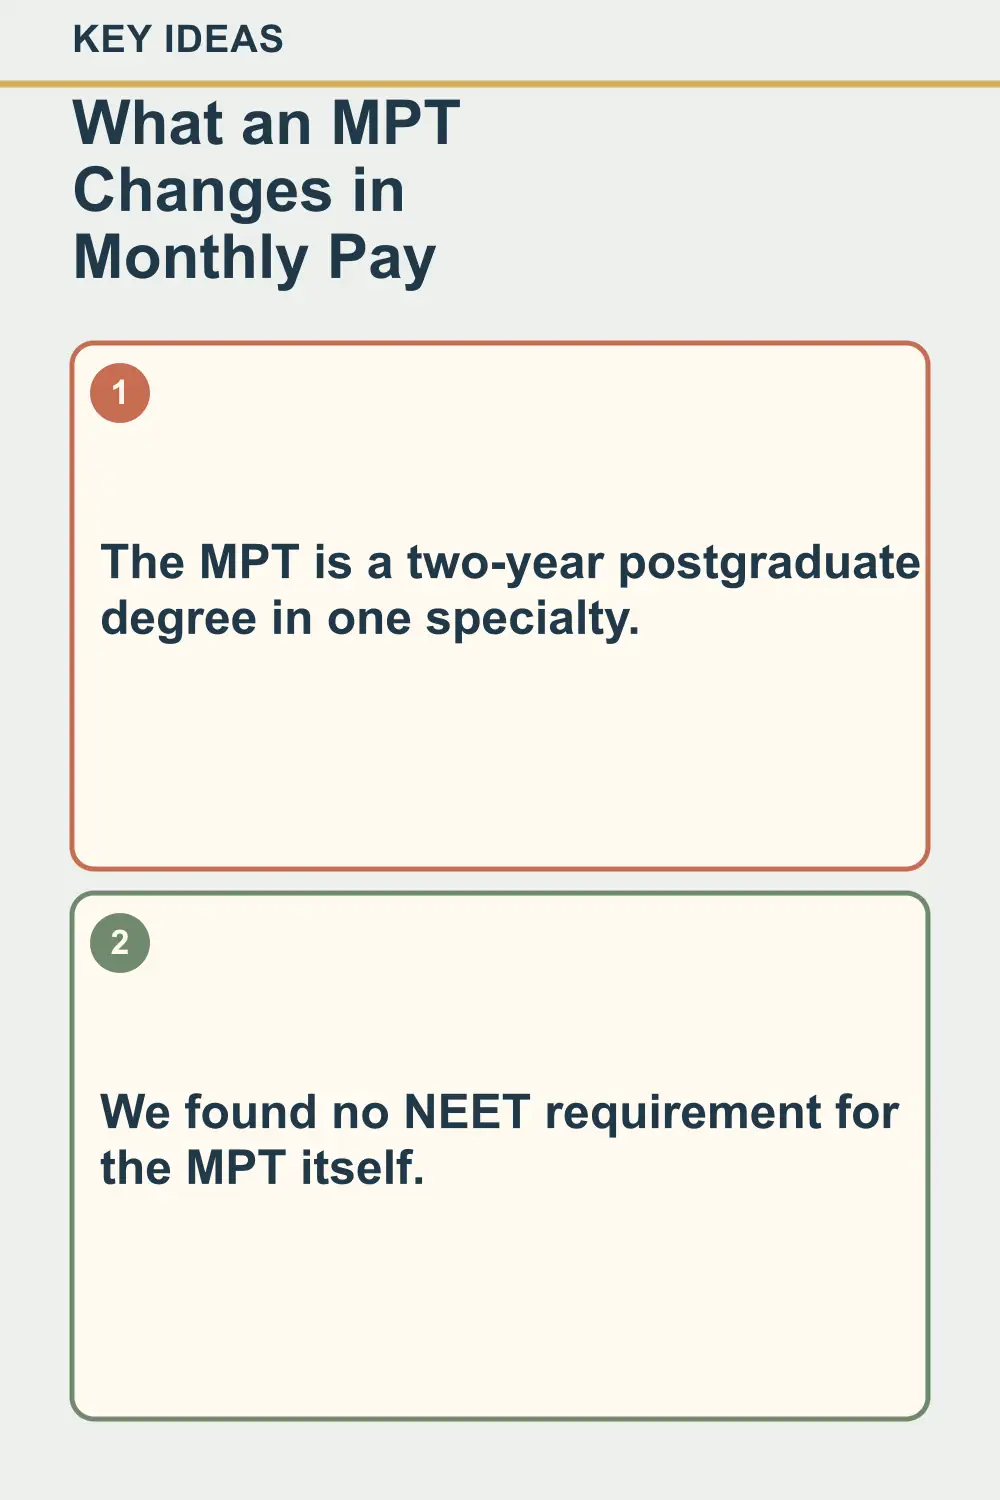 KEY IDEAS
What an MPT
Changes in
Monthly Pay
1
The MPT is a two-year postgraduate
degree in one specialty.
2
We found no NEET requirement for
the MPT itself.